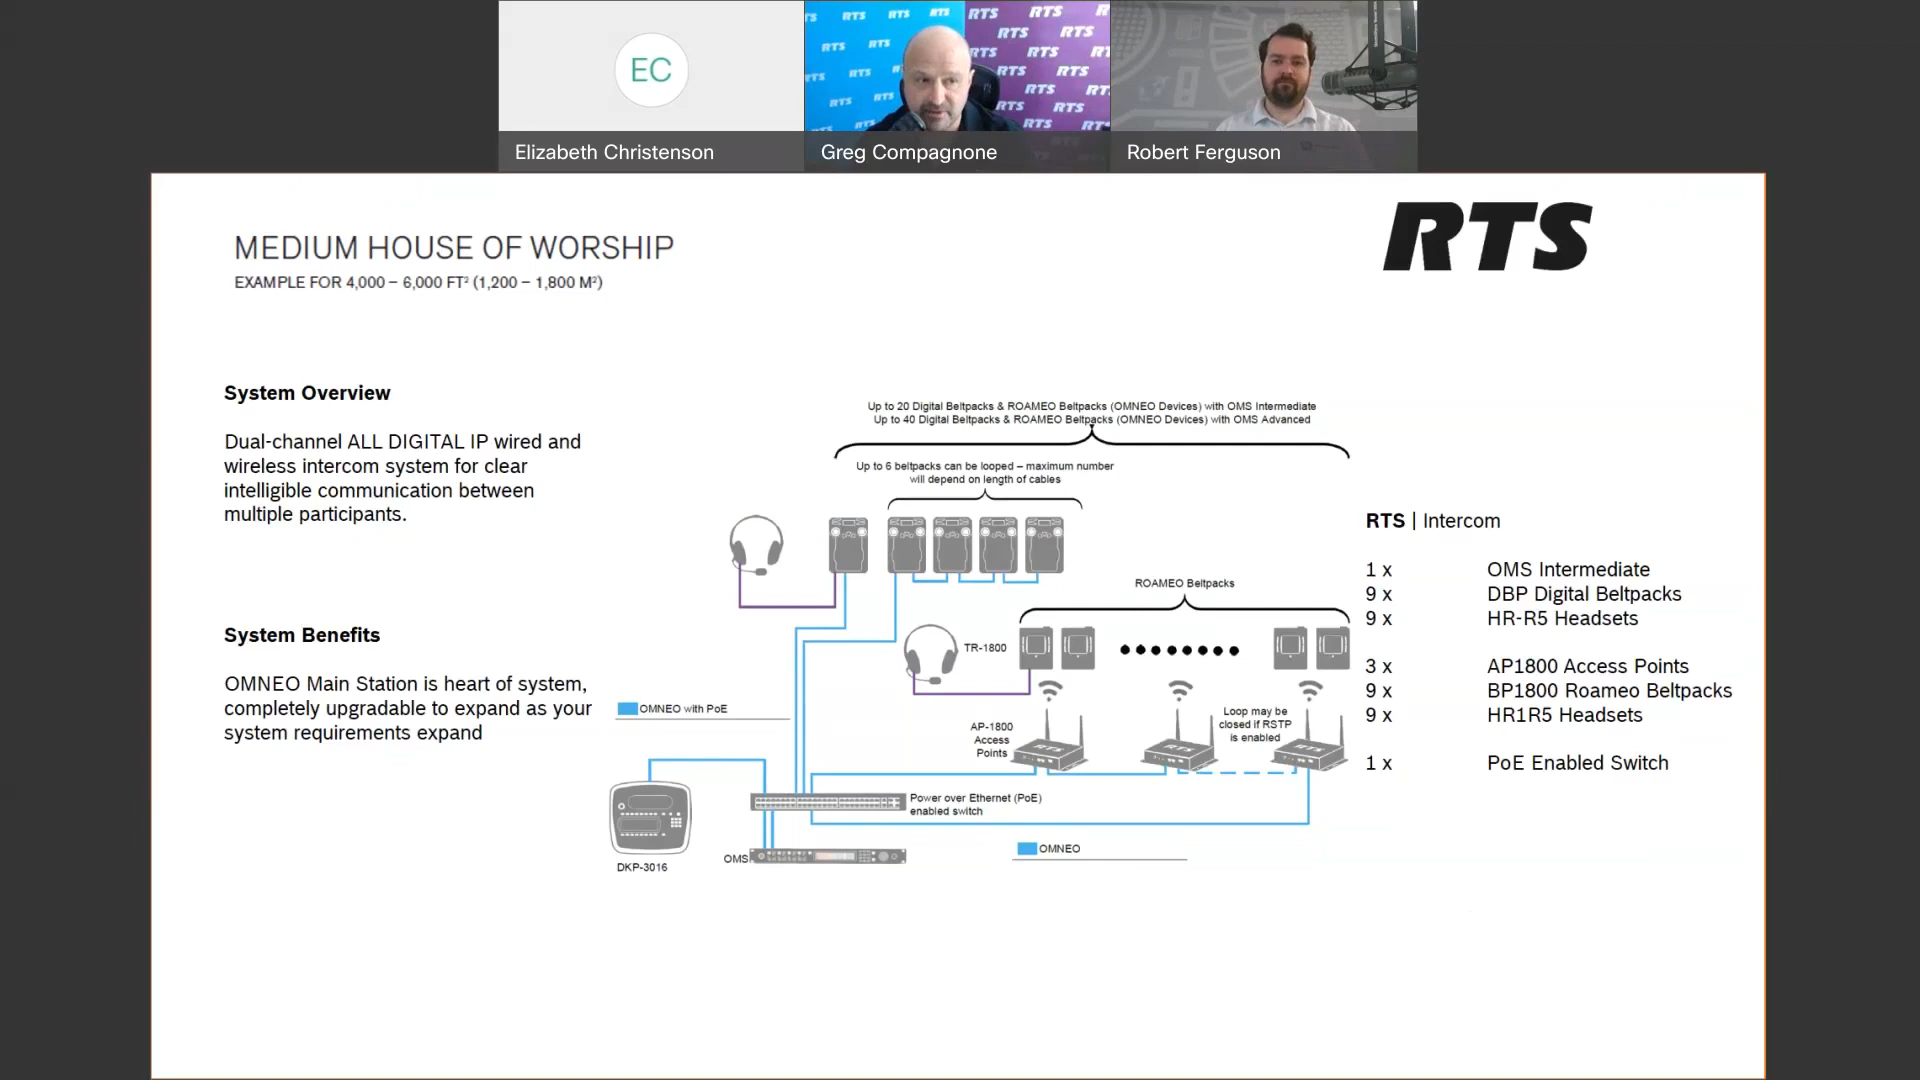 EC
Elizabeth Christenson
Greg Compagnone
Robert Ferguson
RTS
MEDIUM HOUSE OF WORSHIP
EXAMPLE FOR 4,000 – 6,000 FT² (1,200 – 1,800 M²)
System Overview
Dual-channel ALL DIGITAL IP wired and
wireless intercom system for clear
intelligible communication between
multiple participants.
System Benefits
OMNEO Main Station is heart of system,
completely upgradable to expand as your
system requirements expand
Up to 20 Digital Beltpacks & ROAMEO Beltpacks (OMNEO Devices) with OMS Intermediate
Up to 40 Digital Beltpacks & ROAMEO Beltpacks (OMNEO Devices) with OMS Advanced
Up to 6 beltpacks can be looped – maximum number
will depend on length of cables
ROAMEO Beltpacks
TR-1800
OMNEO with PoE
AP-1800
Access
Points
Loop may be
closed if RSTP
is enabled
RTS
RTS
RTS
Power over Ethernet (PoE)
enabled switch
DKP-3016
OMS
OMNEO
RTS | Intercom
1 x OMS Intermediate
9 x DBP Digital Beltpacks
9 x HR-R5 Headsets
3 x AP1800 Access Points
9 x BP1800 Roameo Beltpacks
9 x HR1R5 Headsets
1 x PoE Enabled Switch